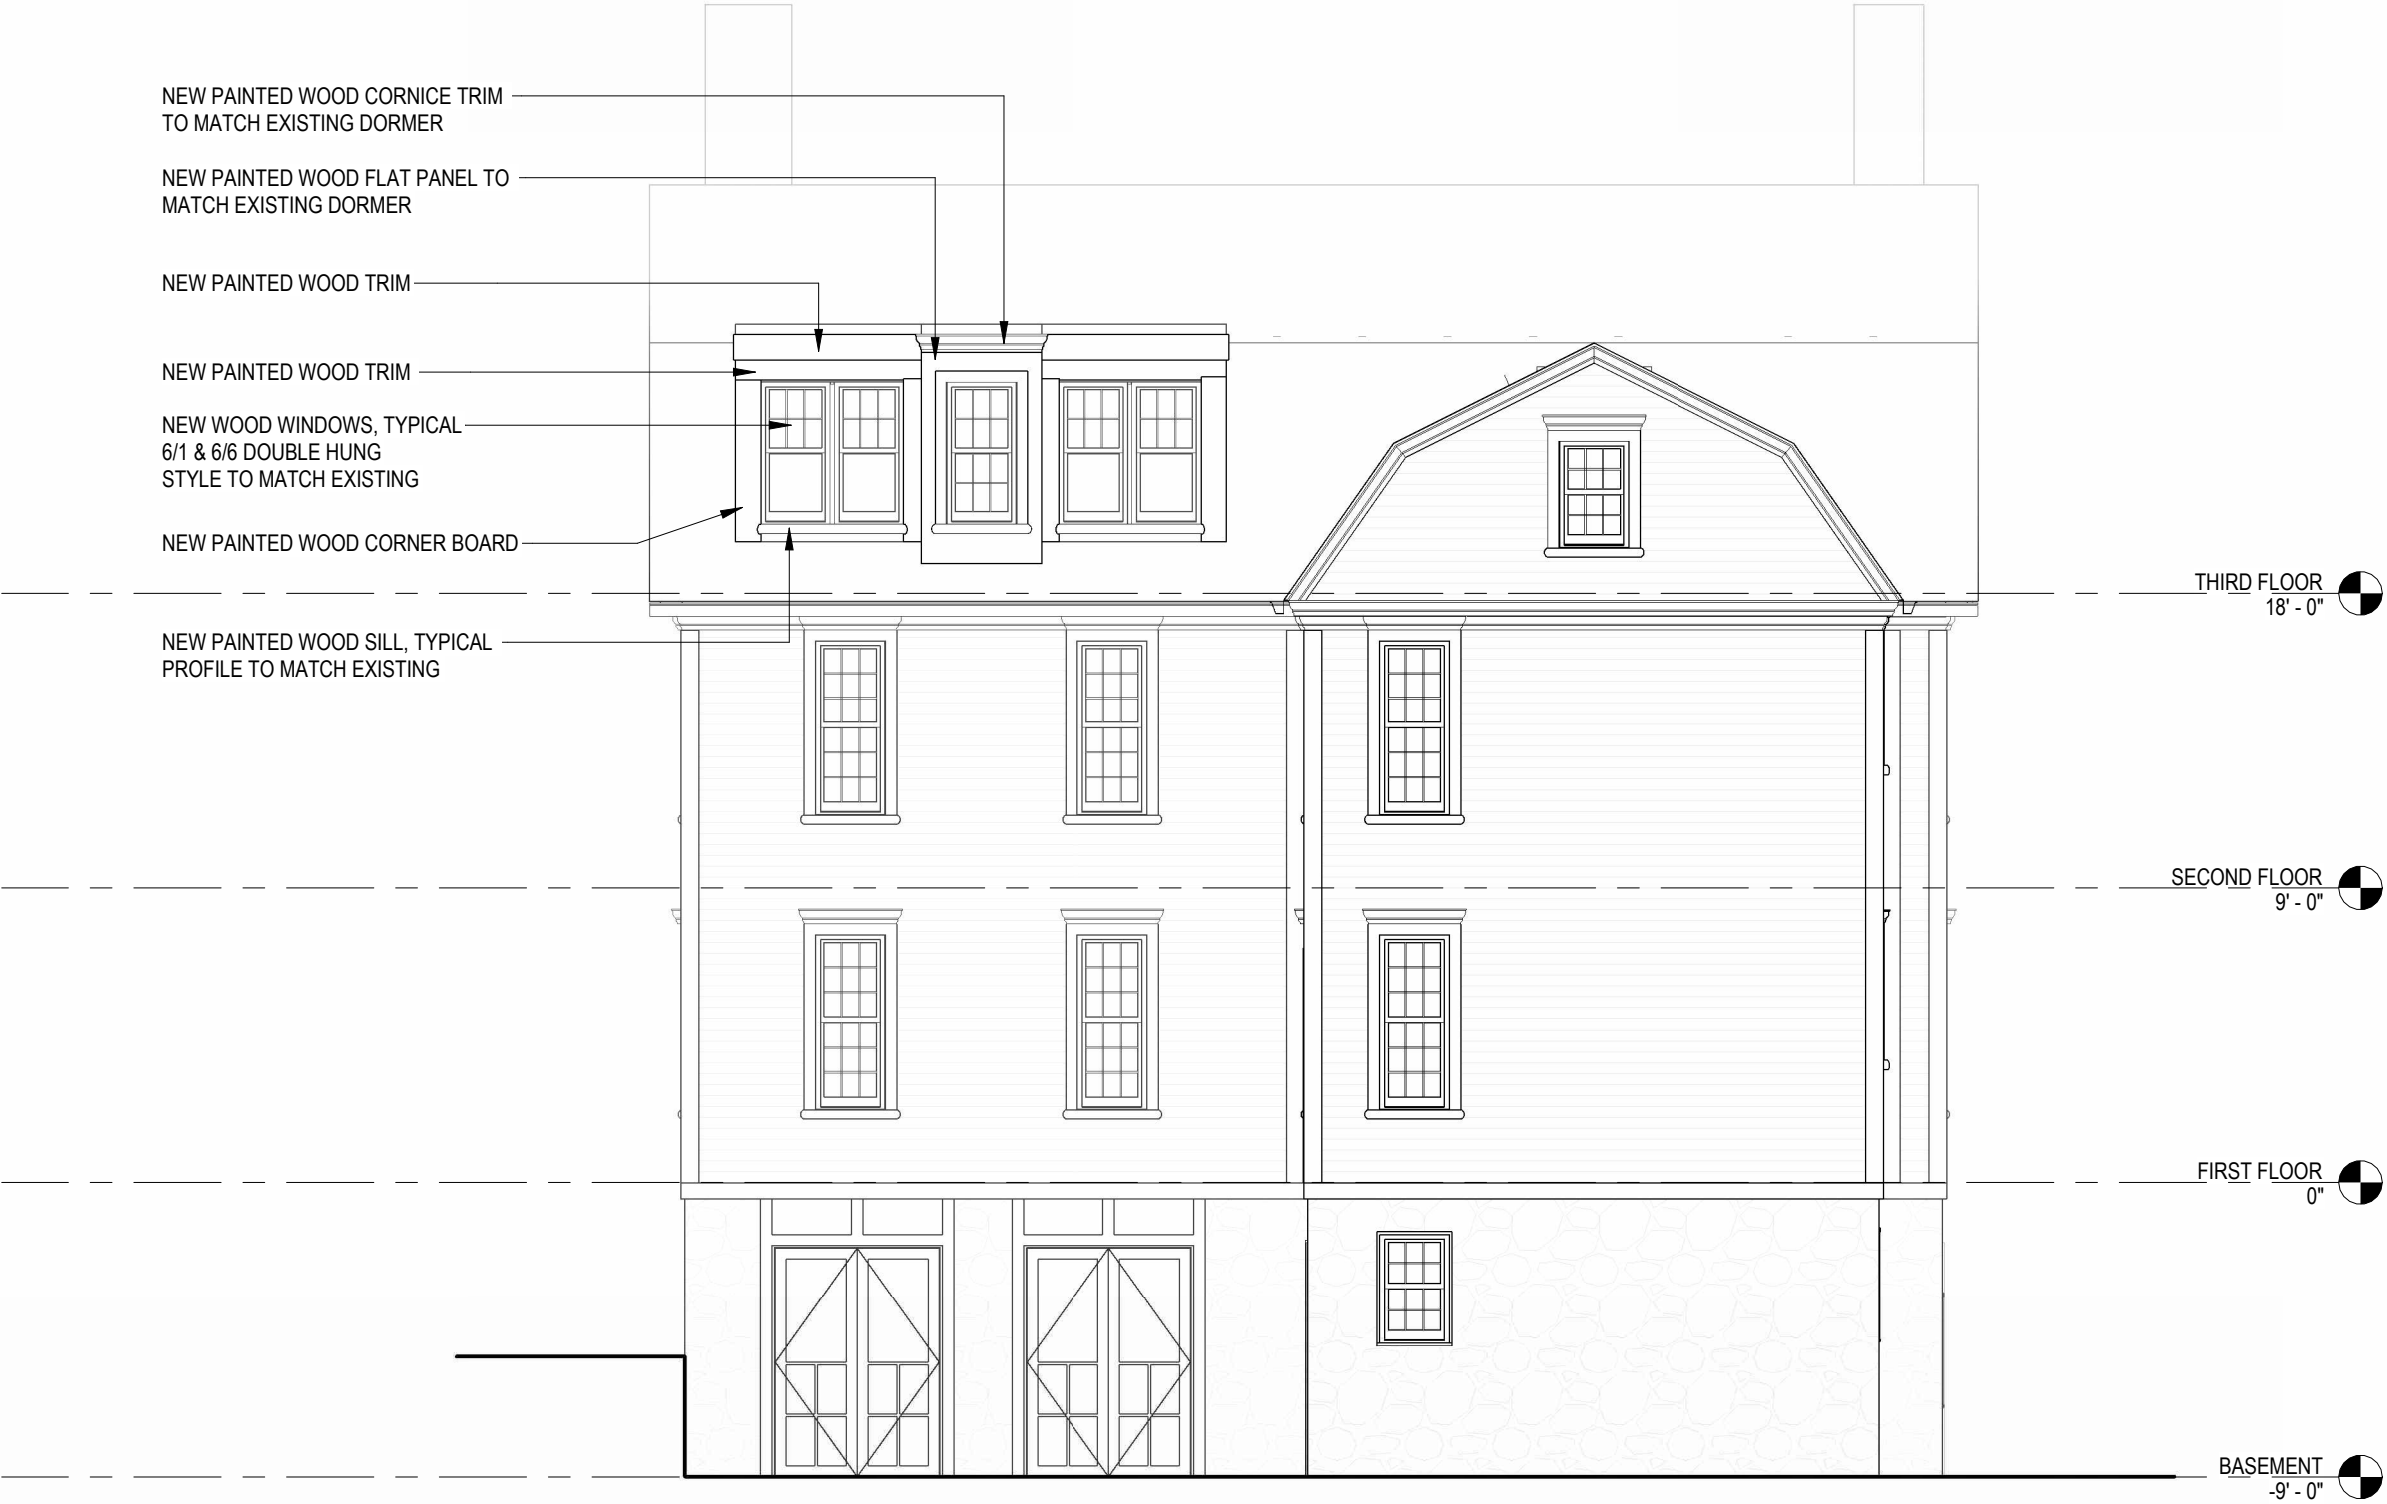 NEW PAINTED WOOD CORNICE TRIM
TO MATCH EXISTING DORMER
NEW PAINTED WOOD FLAT PANEL TO
MATCH EXISTING DORMER
NEW PAINTED WOOD TRIM
NEW PAINTED WOOD TRIM
NEW WOOD WINDOWS, TYPICAL
6/1 & 6/6 DOUBLE HUNG
STYLE TO MATCH EXISTING
NEW PAINTED WOOD CORNER BOARD
NEW PAINTED WOOD SILL, TYPICAL
PROFILE TO MATCH EXISTING
THIRD FLOOR
18' - 0"
SECOND FLOOR
9' - 0"
FIRST FLOOR
0"
BASEMENT
-9' - 0"